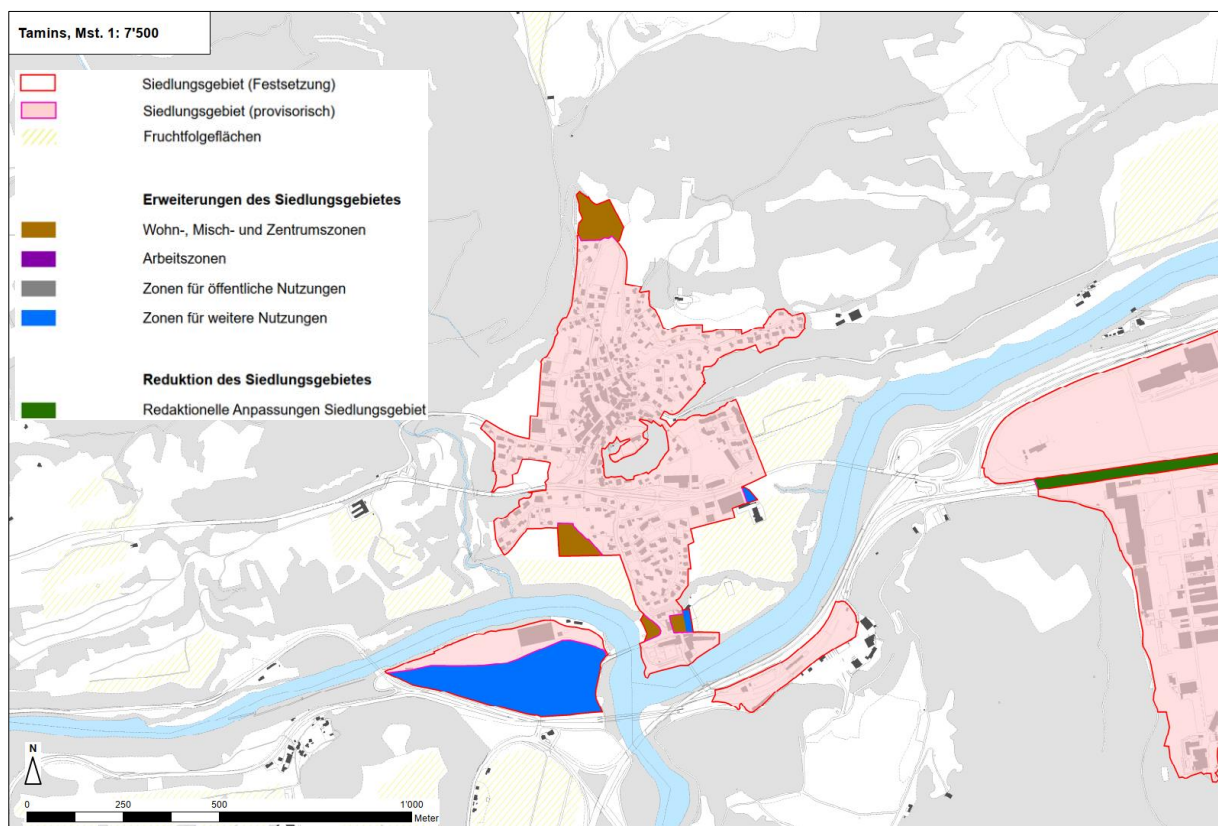 Tamins, Mst. 1: 7'500
Siedlungsgebiet (Festsetzung)
Siedlungsgebiet (provisorisch)
Fruchtfolgeflächen
Erweiterungen des Siedlungsgebietes
Wohn-, Misch- und Zentrumszonen
Arbeitszonen
Zonen für öffentliche Nutzungen
Zonen für weitere Nutzungen
Reduktion des Siedlungsgebietes
Redaktionelle Anpassungen Siedlungsgebiet
N
0 250 500 1'000
Meter